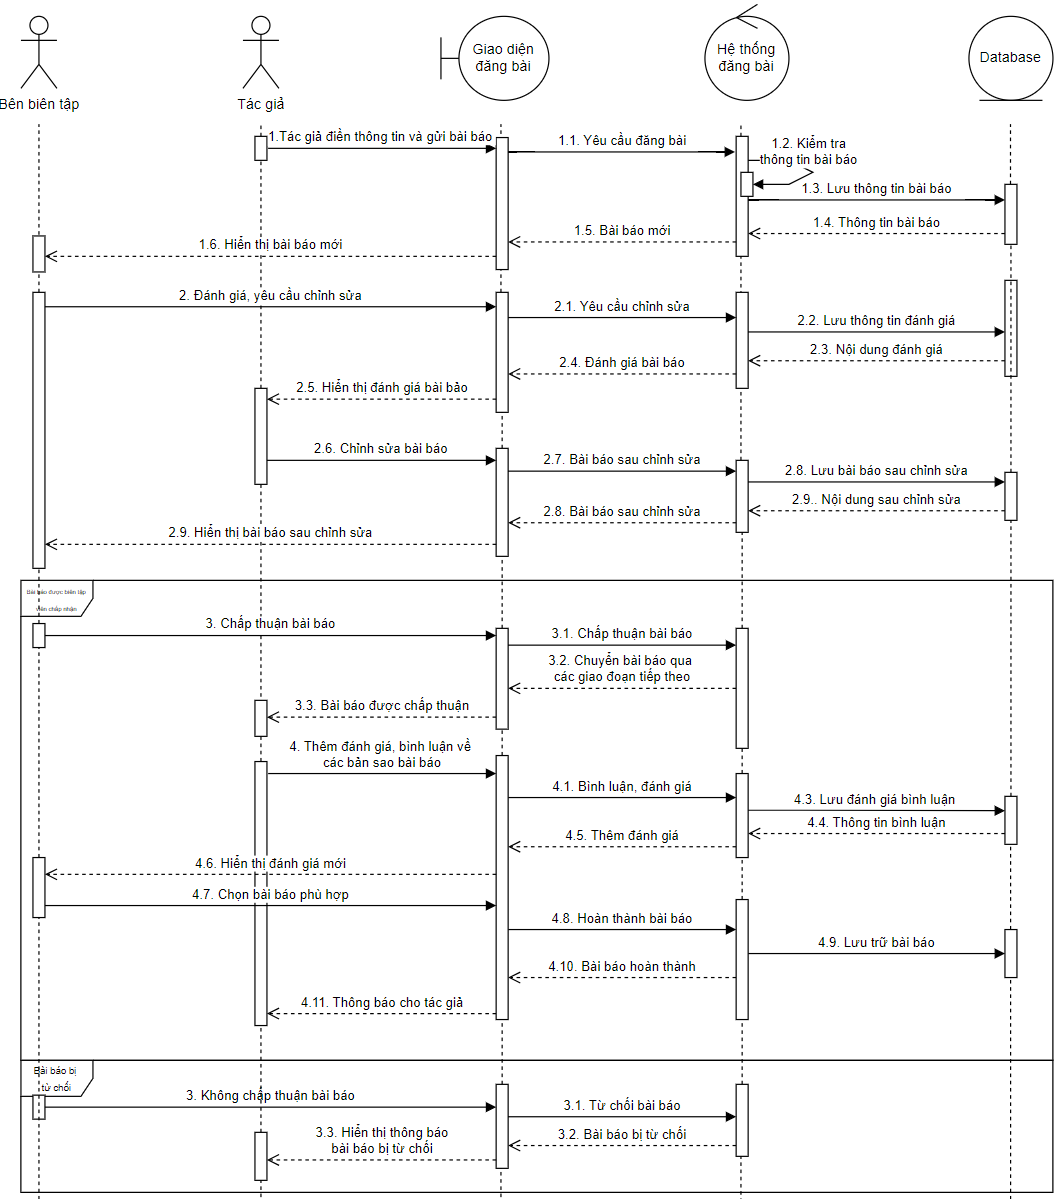 Giao diện
đăng bài
Hệ thống
đăng bài
Database
Bên biên tập
Tác giả
1.Tác giả điền thông tin và gửi bài báo
1.1. Yêu cầu đăng bài
1.2. Kiểm tra
thông tin bài báo
1.3. Lưu thông tin bài báo
1.4. Thông tin bài báo
1.5. Bài báo mới
1.6. Hiển thị bài báo mới
2. Đánh giá, yêu cầu chỉnh sửa
2.1. Yêu cầu chỉnh sửa
2.2. Lưu thông tin đánh giá
2.3. Nội dung đánh giá
2.4. Đánh giá bài báo
2.5. Hiển thị đánh giá bài bảo
2.6. Chỉnh sửa bài báo
2.7. Bài báo sau chỉnh sửa
2.8. Lưu bài báo sau chỉnh sửa
2.9.. Nội dung sau chỉnh sửa
2.8. Bài báo sau chỉnh sửa
2.9. Hiển thị bài báo sau chỉnh sửa
Bài báo được biên tập
viên chấp nhận
3. Chấp thuận bài báo
3.1. Chấp thuận bài báo
3.2. Chuyển bài báo qua
các giao đoạn tiếp theo
3.3. Bài báo được chấp thuận
4. Thêm đánh giá, bình luận về
các bản sao bài báo
4.1. Bình luận, đánh giá
4.3. Lưu đánh giá bình luận
4.4. Thông tin bình luận
4.5. Thêm đánh giá
4.6. Hiển thị đánh giá mới
4.7. Chọn bài báo phù hợp
4.8. Hoàn thành bài báo
4.9. Lưu trữ bài báo
4.10. Bài báo hoàn thành
4.11. Thông báo cho tác giả
Bài báo bị
từ chối
3. Không chấp thuận bài báo
3.1. Từ chối bài báo
3.2. Bài báo bị từ chối
3.3. Hiển thị thông báo
bài báo bị từ chối